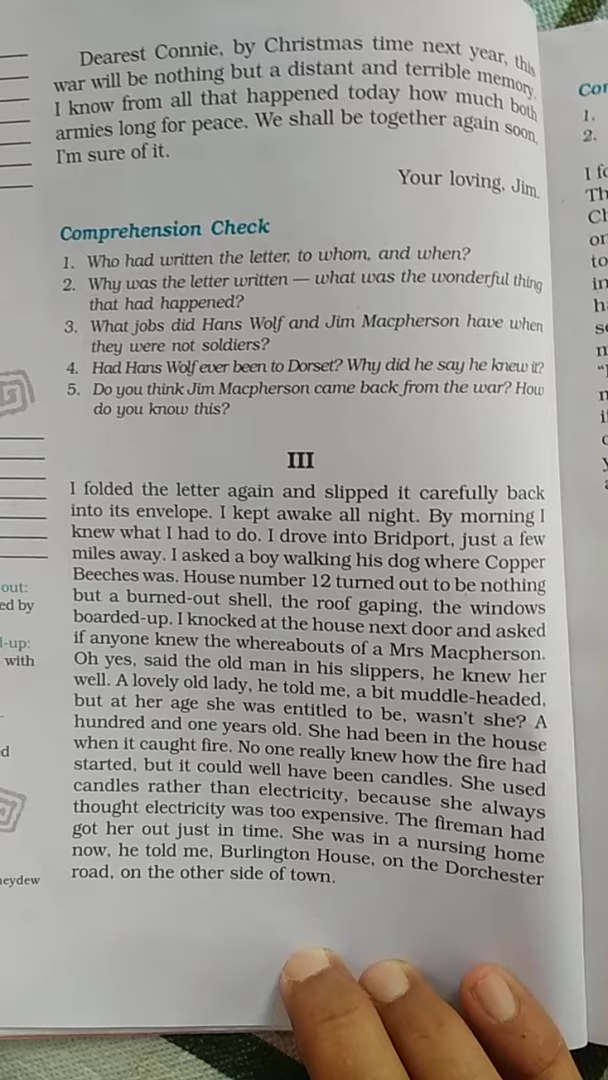 Dearest Connie, by Christmas time next year, this
war will be nothing but a distant and terrible memory.
I know from all that happened today how much both
armies long for peace. We shall be together again soon,
I'm sure of it.
Your loving, Jim.
Comprehension Check
1. Who had written the letter, to whom, and when?
2. Why was the letter written — what was the wonderful thing
that had happened?
3. What jobs did Hans Wolf and Jim Macpherson have when
they were not soldiers?
4. Had Hans Wolf ever been to Dorset? Why did he say he knew it?
5. Do you think Jim Macpherson came back from the war? How
do you know this?
III
I folded the letter again and slipped it carefully back
into its envelope. I kept awake all night. By morning I
knew what I had to do. I drove into Bridport, just a few
miles away. I asked a boy walking his dog where Copper
Beeches was. House number 12 turned out to be nothing
but a burned-out shell, the roof gaping, the windows
boarded-up. I knocked at the house next door and asked
if anyone knew the whereabouts of a Mrs Macpherson.
Oh yes, said the old man in his slippers, he knew her
well. A lovely old lady, he told me, a bit muddle-headed,
but at her age she was entitled to be, wasn't she? A
hundred and one years old. She had been in the house
when it caught fire. No one really knew how the fire had
started, but it could well have been candles. She used
candles rather than electricity, because she always
thought electricity was too expensive. The fireman had
got her out just in time. She was in a nursing home
now, he told me, Burlington House, on the Dorchester
road, on the other side of town.
out:
ed by
l-up:
with
d
neydew
1.
2.
Th
on
to
in